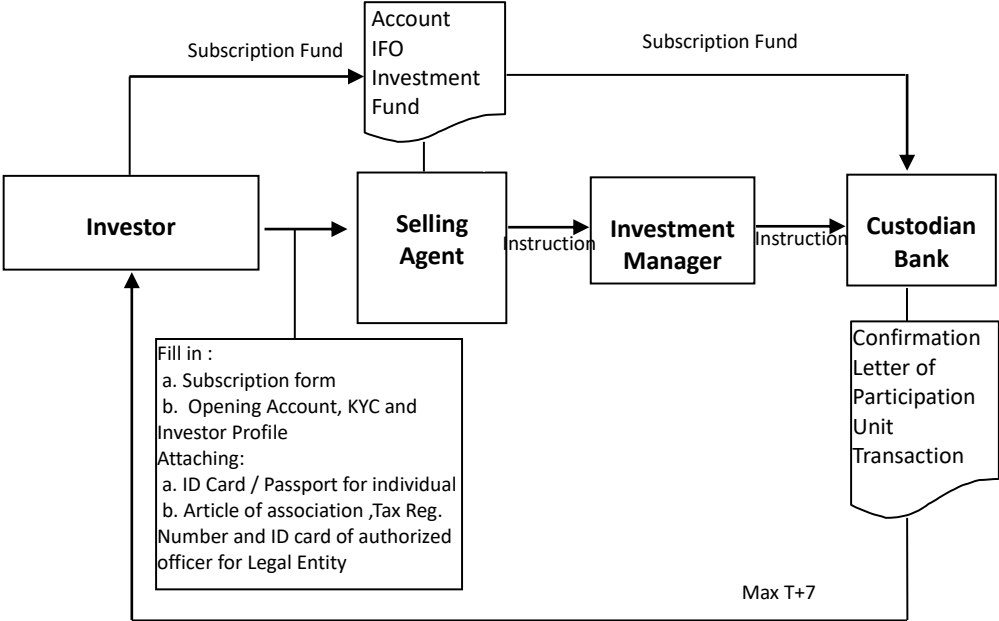 Account
IFO
Investment
Fund
Subscription Fund
Subscription Fund
Investor
Selling
Agent
Instruction
Investment
Manager
Instruction
Custodian
Bank
Fill in :
a. Subscription form
b.  Opening Account, KYC and
Investor Profile
Attaching:
a. ID Card / Passport for individual
b. Article of association ,Tax Reg.
Number and ID card of authorized
officer for Legal Entity
Confirmation
Letter of
Participation
Unit
Transaction
Max T+7